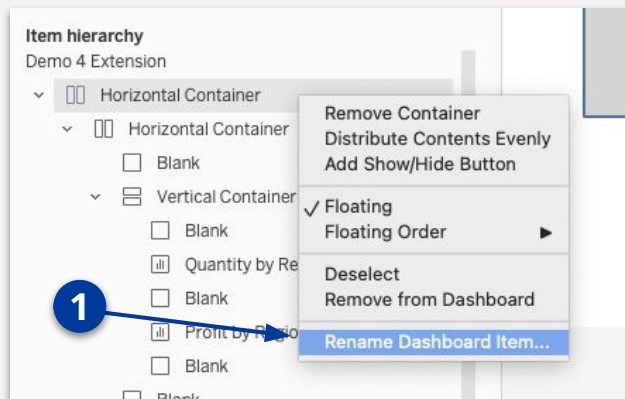 Item hierarchy
Demo 4 Extension
Horizontal Container
Horizontal Container
Blank
Vertical Container
Blank
Quantity by Re
Blank
Profit by Regio
Blank
Blank
Remove Container
Distribute Contents Evenly
Add Show/Hide Button
✓ Floating
Floating Order
Deselect
Remove from Dashboard
Rename Dashboard Item...
1